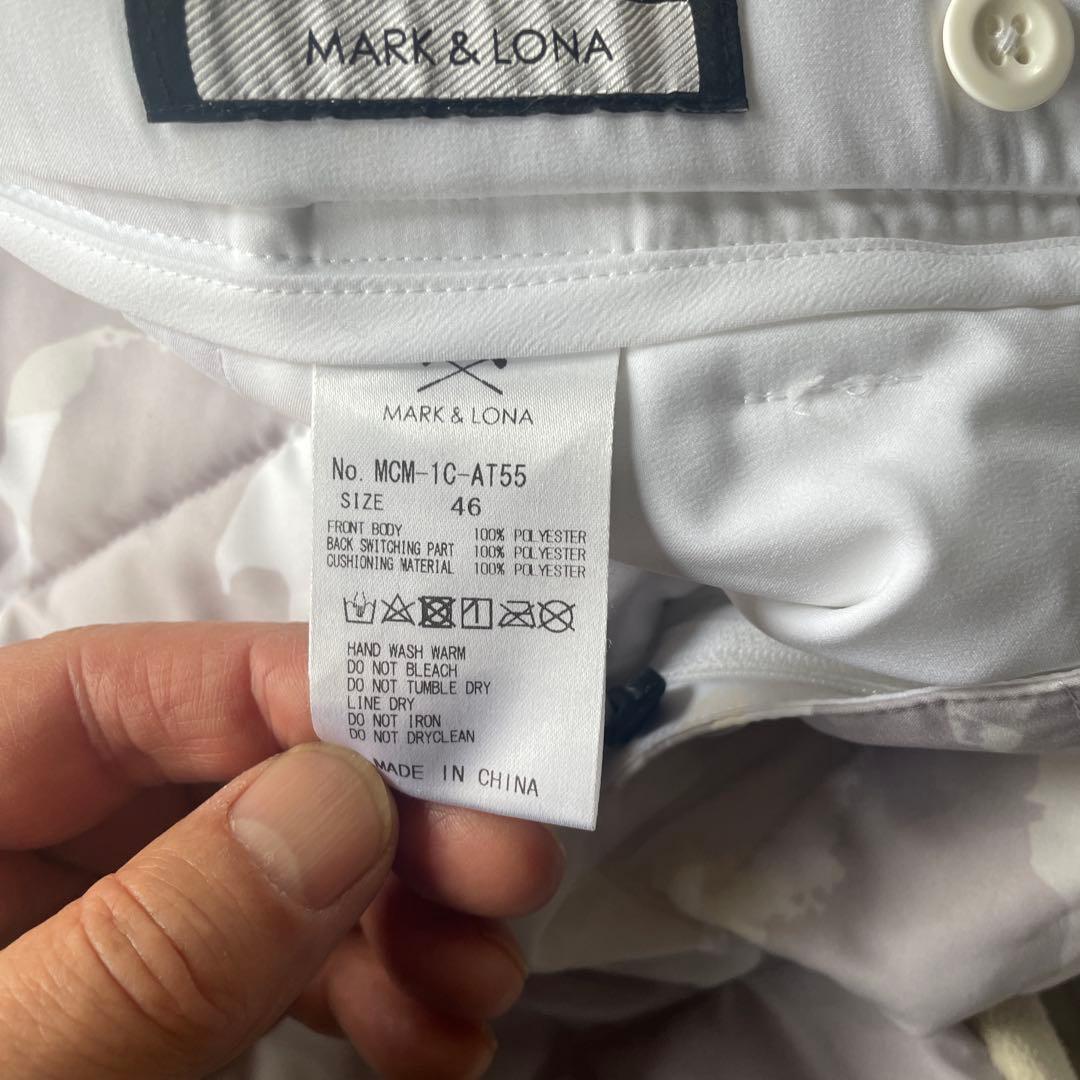 MARK & LONA
MARK & LONA
No. MCM-1C-AT55
SIZE 46
FRONT BODY 100% POLYESTER
BACK SWITCHING PART 100% POLYESTER
CUSHIONING MATERIAL 100% POLYESTER
HAND WASH WARM
DO NOT BLEACH
DO NOT TUMBLE DRY
LINE DRY
DO NOT IRON
DO NOT DRYCLEAN
MADE IN CHINA